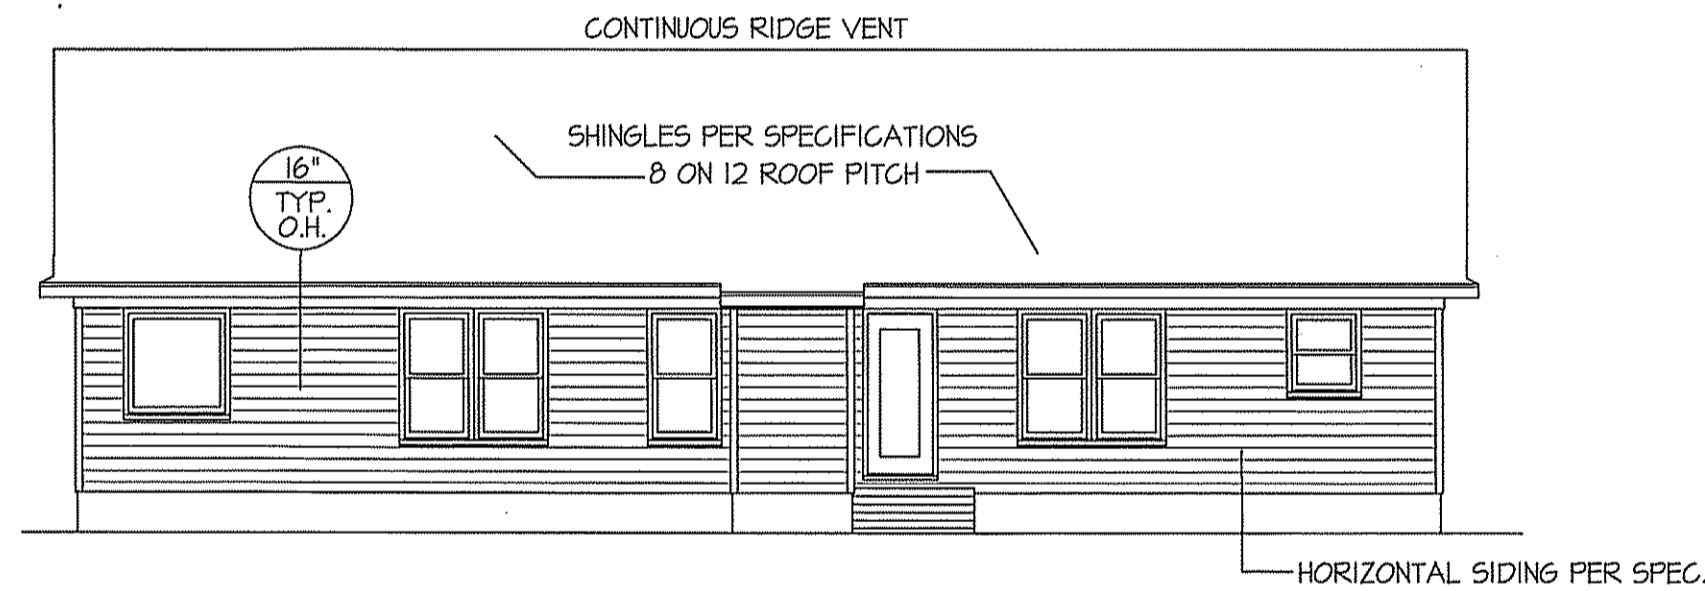 CONTINUOUS RIDGE VENT
SHINGLES PER SPECIFICATIONS
8 ON 12 ROOF PITCH
16"
TYP.
O.H.
HORIZONTAL SIDING PER SPEC.